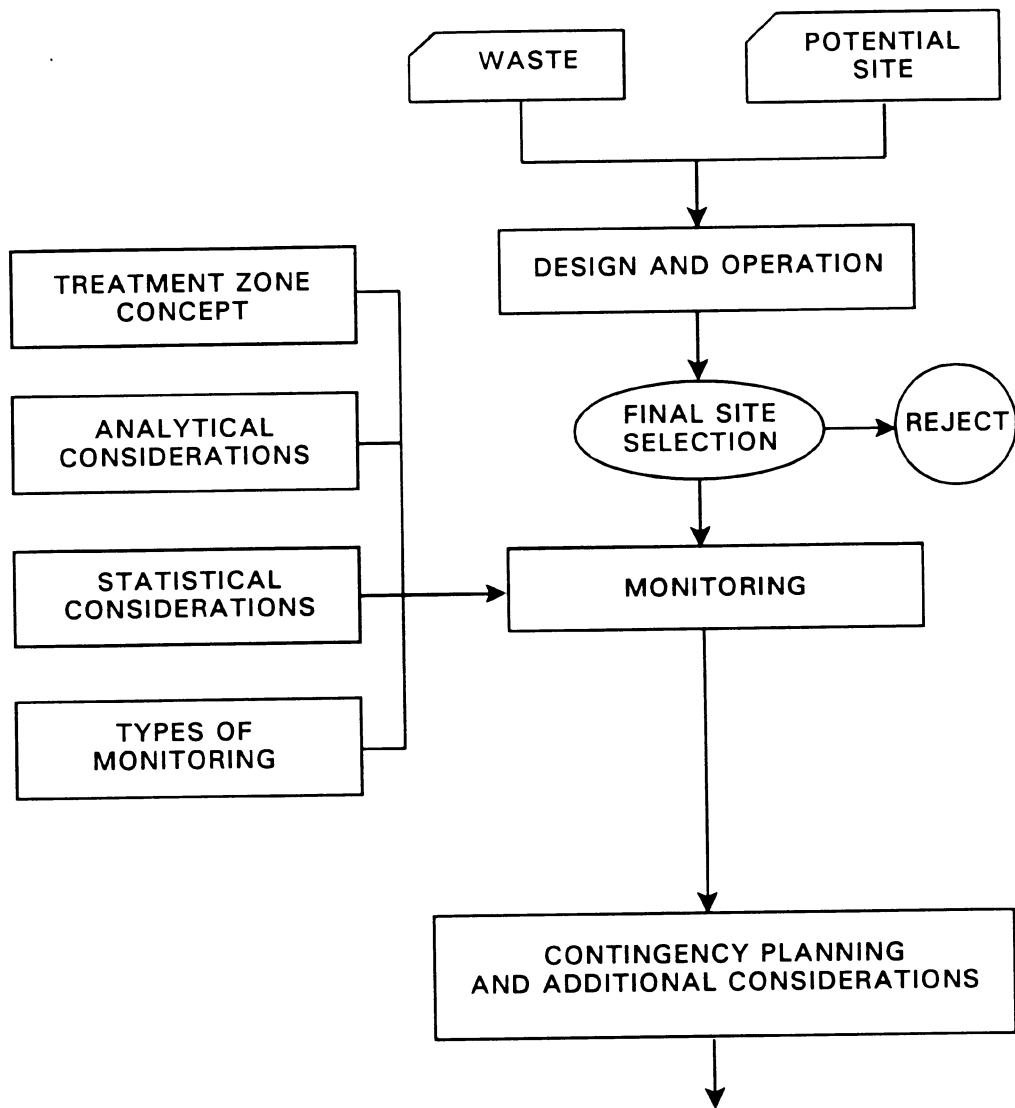 WASTE
POTENTIAL
SITE
DESIGN AND OPERATION
TREATMENT ZONE
CONCEPT
FINAL SITE
SELECTION
REJECT
ANALYTICAL
CONSIDERATIONS
STATISTICAL
CONSIDERATIONS
MONITORING
TYPES OF
MONITORING
CONTINGENCY PLANNING
AND ADDITIONAL CONSIDERATIONS